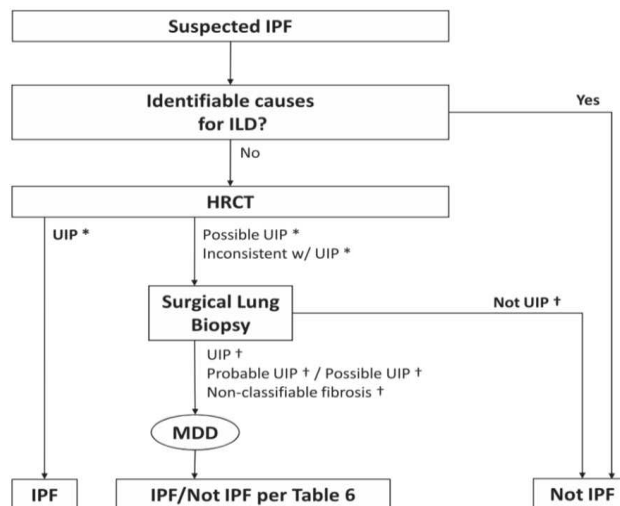 Suspected IPF
Identifiable causes
for ILD?
Yes
No
HRCT
UIP *
Possible UIP *
Inconsistent w/ UIP *
Surgical Lung
Biopsy
Not UIP †
UIP †
Probable UIP † / Possible UIP †
Non-classifiable fibrosis †
MDD
IPF
IPF/Not IPF per Table 6
Not IPF